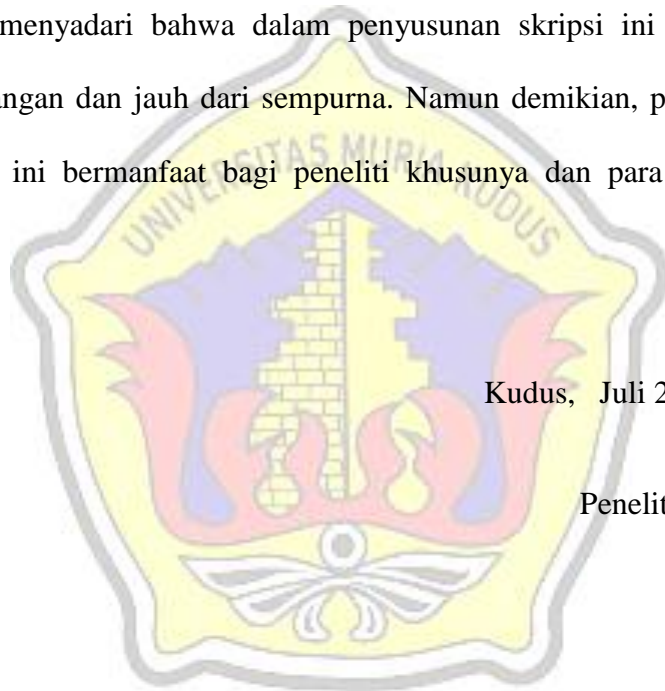 menyadari bahwa dalam penyusunan skripsi ini
angan dan jauh dari sempurna. Namun demikian, p
ini bermanfaat bagi peneliti khusunya dan para
UNIVERSITAS MURIA KUDUS
Kudus, Juli 2
Penelit